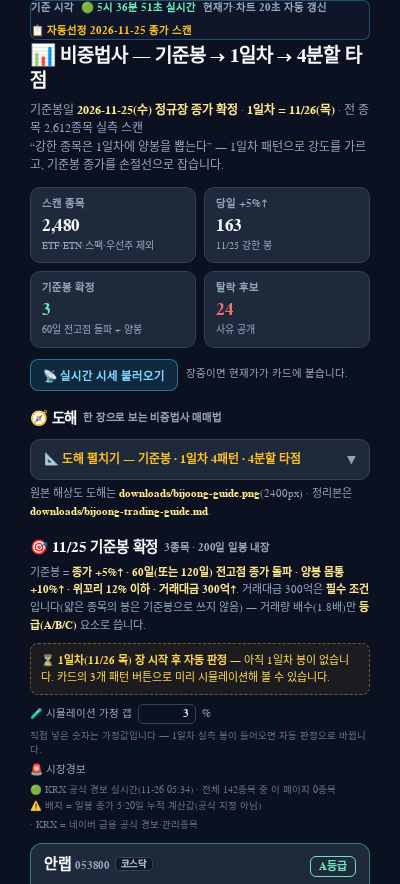 기준 시각 🟢 5시 36분 51초 실시간 현재가·차트 20초 자동 갱신
📋 자동선정 2026-11-25 종가 스캔
📊 비중법사 — 기준봉 → 1일차 → 4분할 타
점
기준봉일 2026-11-25(수) 정규장 종가 확정 · 1일차 = 11/26(목) · 전 종
목 2,612종목 실측 스캔
“강한 종목은 1일차에 양봉을 뽑는다” — 1일차 패턴으로 강도를 가르
고, 기준봉 종가를 손절선으로 잡습니다.
스캔 종목
2,480
ETF·ETN·스팩·우선주 제외
당일 +5%↑
163
11/25 강한 봉
기준봉 확정
3
60일 전고점 돌파 + 양봉
탈락 후보
24
사유 공개
📡 실시간 시세 불러오기
장중이면 현재가가 카드에 붙습니다.
🧭 도해 한 장으로 보는 비중법사 매매법
📐 도해 펼치기 — 기준봉 · 1일차 4패턴 · 4분할 타점 ▼
원본 해상도 도해는 downloads/bijoong-guide.png(2400px) · 정리본은
downloads/bijoong-trading-guide.md.
🎯 11/25 기준봉 확정 3종목 · 200일 일봉 내장
기준봉 = 종가 +5%↑ · 60일(또는 120일) 전고점 종가 돌파 · 양봉 몸통
+10%↑ · 위꼬리 12% 이하 · 거래대금 300억↑. 거래대금 300억은 필수 조건
입니다(얇은 종목의 봉은 기준봉으로 쓰지 않음) — 거래량 배수(1.8배)만 등
급(A/B/C) 요소로 씁니다.
⏳ 1일차(11/26 목) 장 시작 후 자동 판정 — 아직 1일차 봉이 없습니
다. 카드의 3개 패턴 버튼으로 미리 시뮬레이션해 볼 수 있습니다.
🧪 시뮬레이션 가정 갭 3 %
직접 넣은 숫자는 가정값입니다 — 1일자 실측 봉이 들어오면 자동 판정으로 바뀝니
다.
🚨 시장경보
🟢 KRX 공식 경보 실시간(11-26 05:34) · 전체 142종목 중 이 페이지 0종목
⚠️ 배지 = 일봉 종가 5·20일 누적 계산값(공식 지정 아님)
· KRX = 네이버 금융 공식 경보·관리종목
안랩 053800 코스닥 A등급